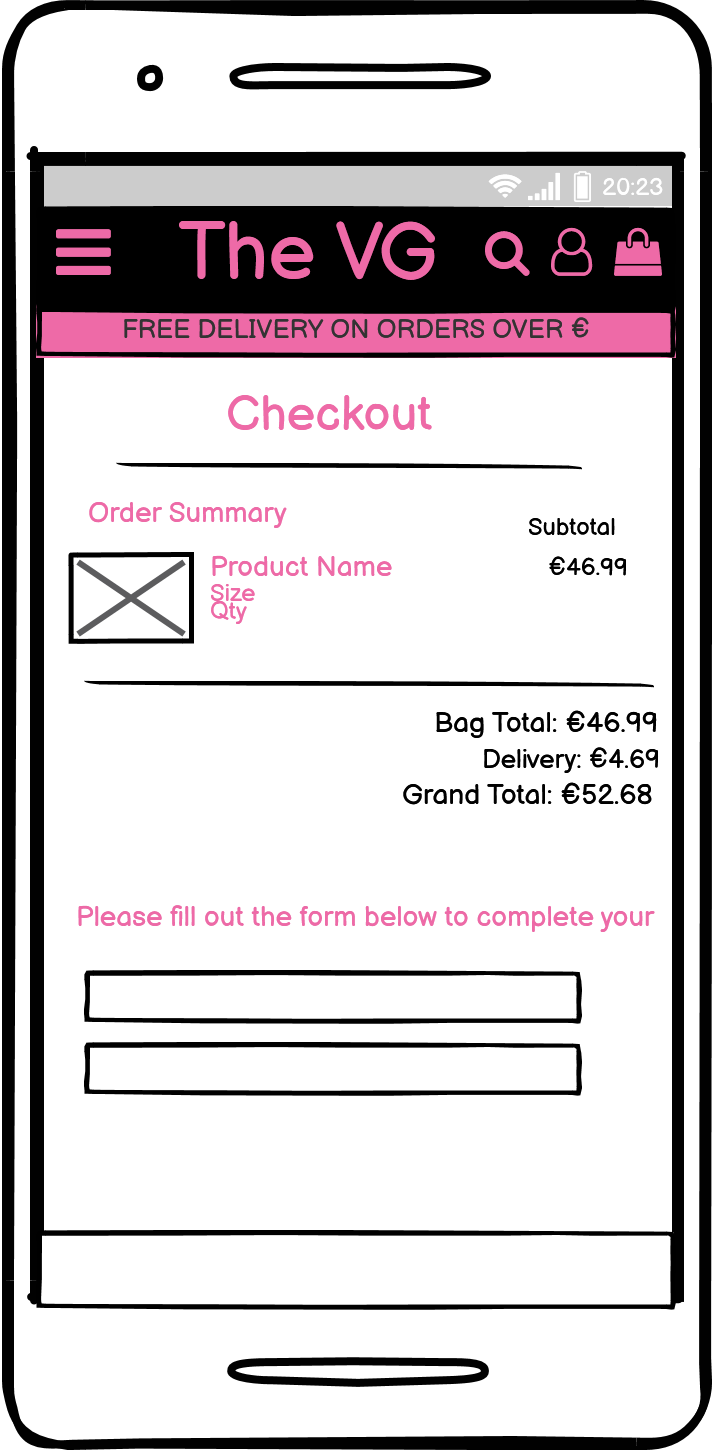 20:23
The VG
FREE DELIVERY ON ORDERS OVER €
Checkout
Order Summary
Subtotal
Product Name
€46.99
Size
Qty
Bag Total: €46.99
Delivery: €4.69
Grand Total: €52.68
Please fill out the form below to complete your